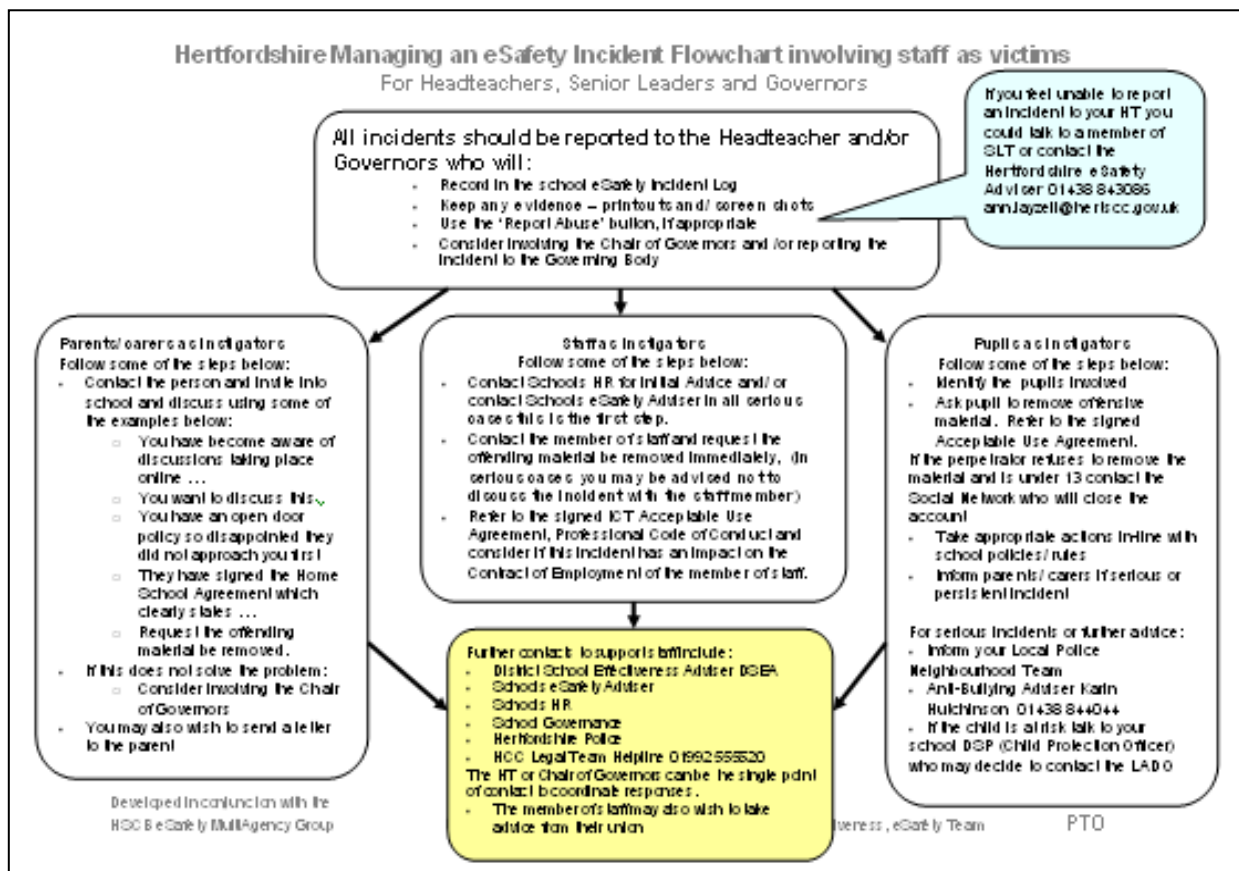 Hertfordshire Managing an eSafety Incident Flowchart involving staff as victims
For Headteachers, Senior Leaders and Governors
If you feel unable to report
an incident to your HT you
could talk to a member of
SLT or contact the
Hertfordshire eSafety
Adviser 01438 843086
ann.layzell@hertscc.gov.uk
All incidents should be reported to the Headteacher and/or
Governors who will:
• Record in the school eSafety Incident Log
• Keep any evidence – printouts and/ screen shots
• Use the 'Report Abuse' button, if appropriate
• Consider involving the Chair of Governors and /or reporting the
incident to the Governing Body
Parents/carers as instigators
Follow some of the steps below:
• Contact the person and invite into
school and discuss using some of
the examples below:
□ You have become aware of
discussions taking place
online ...
□ You want to discuss this
□ You have an open door
policy so disappointed they
did not approach you first
□ They have signed the Home
School Agreement which
clearly states ...
□ Request the offending
material be removed.
• If this does not solve the problem:
□ Consider involving the Chair
of Governors
• You may also wish to send a letter
to the parent
Staff as instigators
Follow some of the steps below:
• Contact Schools HR for initial Advice and/ or
contact Schools eSafety Adviser in all serious
cases this is the first step.
• Contact the member of staff and request the
offending material be removed immediately, (in
serious cases you may be advised not to
discuss the incident with the staff member)
• Refer to the signed ICT Acceptable Use
Agreement, Professional Code of Conduct and
consider if this incident has an impact on the
Contract of Employment of the member of staff.
Pupils as instigators
Follow some of the steps below:
• Identify the pupils involved
• Ask pupil to remove offensive
material. Refer to the signed
Acceptable Use Agreement.
If the perpetrator refuses to remove the
material and is under 13 contact the
Social Network who will close the
account
• Take appropriate actions in-line with
school policies/ rules
• Inform parents/ carers if serious or
persistent incident
For serious incidents or further advice:
• Inform your Local Police
Neighbourhood Team
• Anti-Bullying Adviser Karin
Hutchinson 01438 844044
• If the child is at risk talk to your
school DSP (Child Protection Officer)
who may decide to contact the LADO
Further contacts to support staff include:
• District School Effectiveness Adviser DSEA
• Schools eSafety Adviser
• Schools HR
• School Governance
• Hertfordshire Police
• HCC Legal Team Helpline 01992 555520
The HT or Chair of Governors can be the single point
of contact to coordinate responses.
• The member of staff may also wish to take
advice from their union
Developed in conjunction with the
HSCB eSafety MultiAgency Group
iveness, eSafety Team
PTO